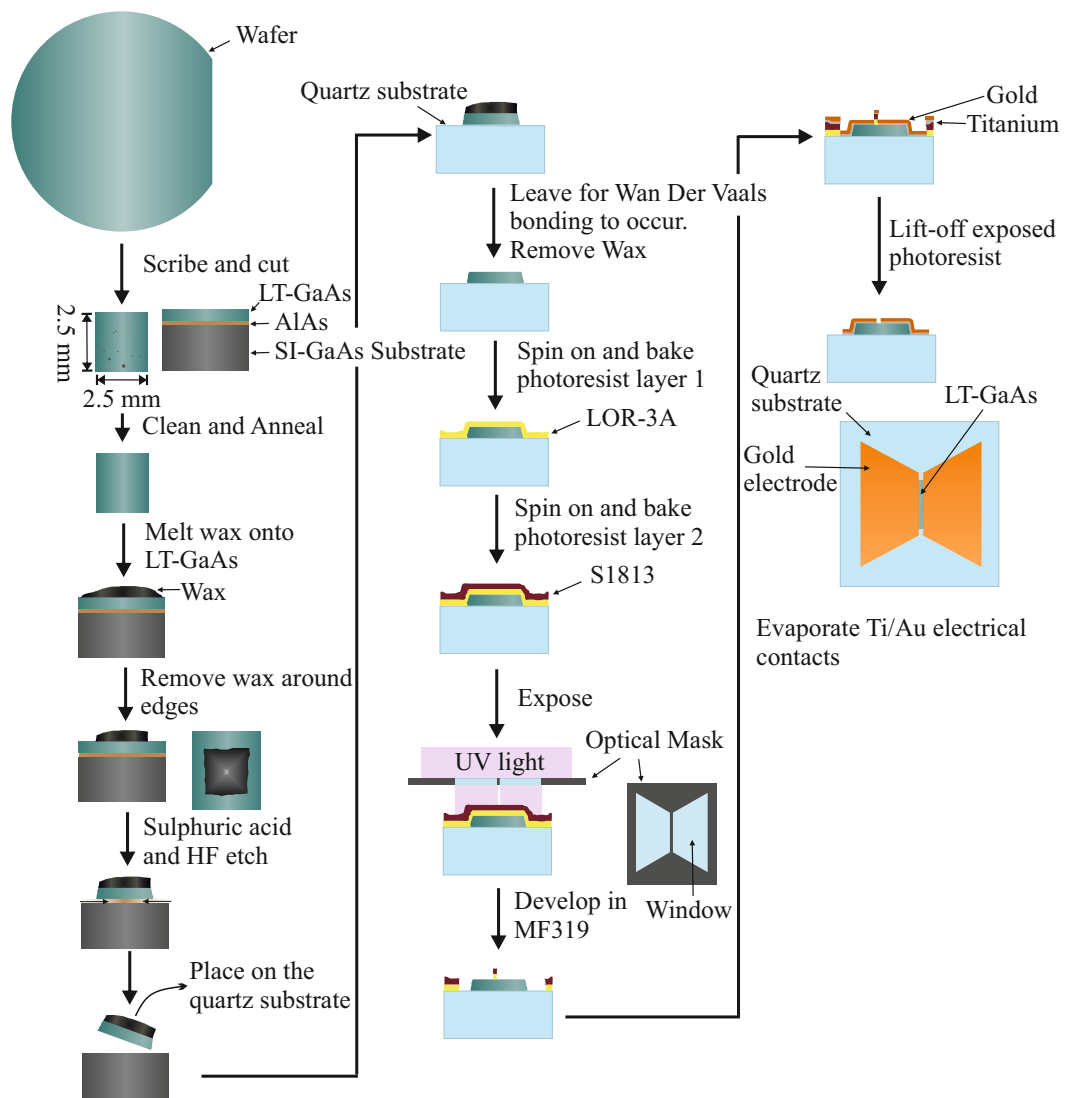 Wafer
Scribe and cut
LT-GaAs
AlAs
SI-GaAs Substrate
2.5 mm
2.5 mm
Clean and Anneal
Melt wax onto
LT-GaAs
Wax
Remove wax around
edges
Sulphuric acid
and HF etch
Place on the
quartz substrate
Quartz substrate
Leave for Wan Der Vaals
bonding to occur.
Remove Wax
Spin on and bake
photoresist layer 1
LOR-3A
Spin on and bake
photoresist layer 2
S1813
Expose
Optical Mask
UV light
Window
Develop in
MF319
Gold
Titanium
Lift-off exposed
photoresist
Quartz
substrate
LT-GaAs
Gold
electrode
Evaporate Ti/Au electrical
contacts